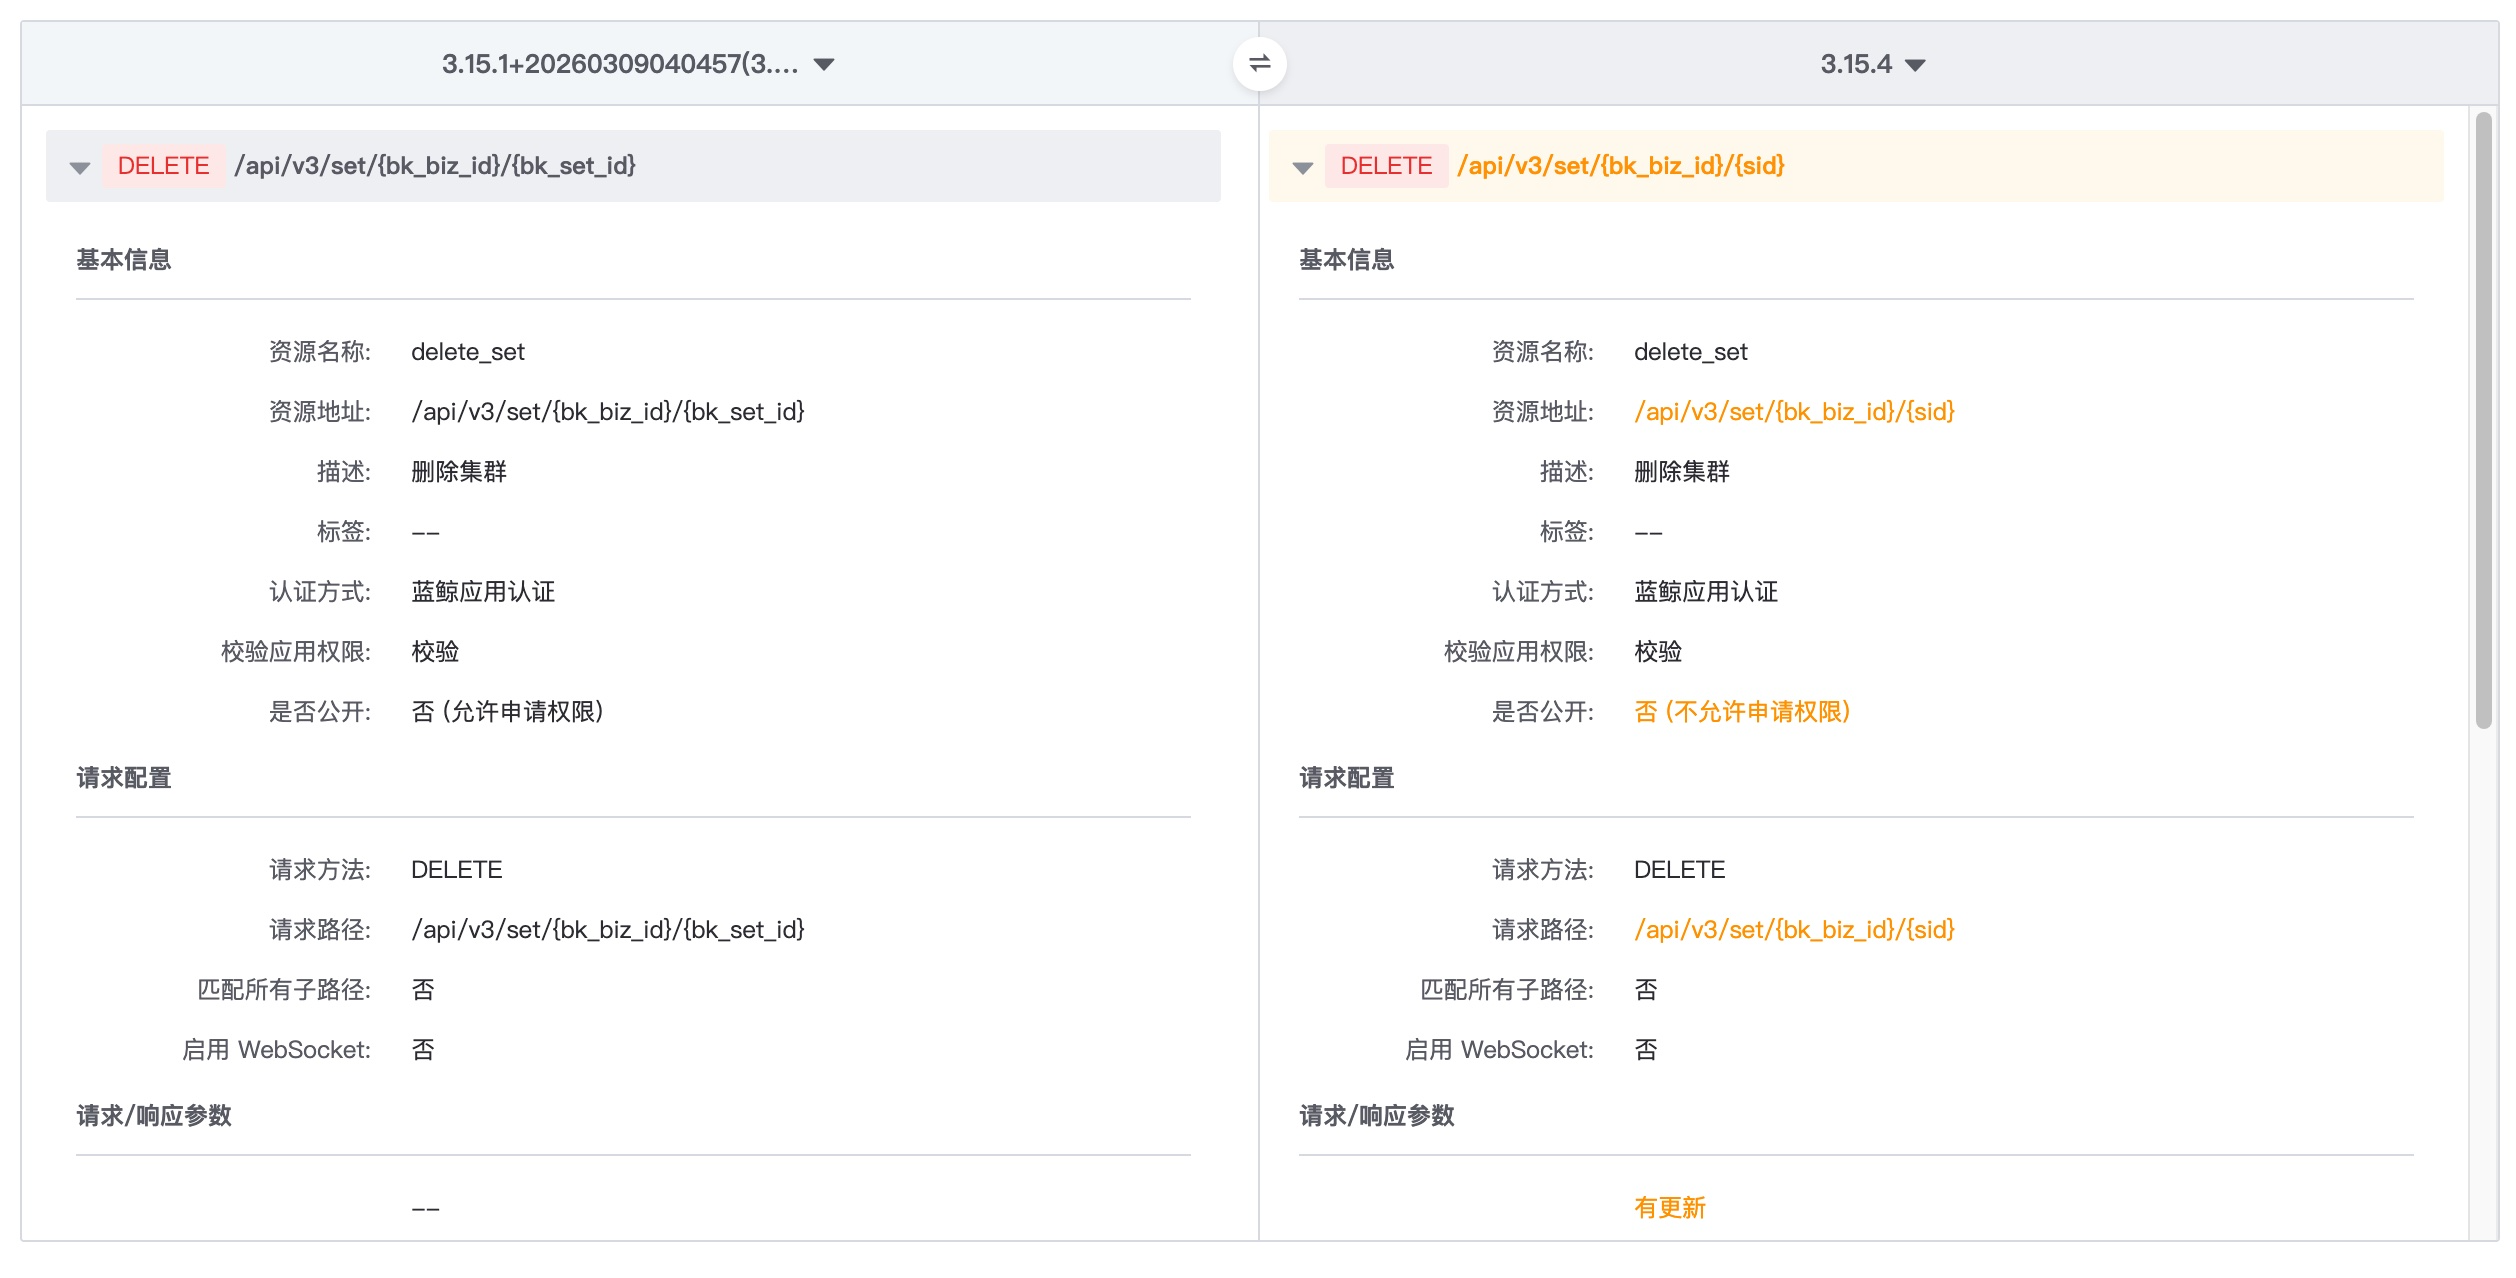 3.15.1+20260309040457(3....
3.15.4
DELETE /api/v3/set/{bk_biz_id}/{bk_set_id}
基本信息
资源名称: delete_set
资源地址: /api/v3/set/{bk_biz_id}/{bk_set_id}
描述: 删除集群
标签: --
认证方式: 蓝鲸应用认证
校验应用权限: 校验
是否公开: 否 (允许申请权限)
请求配置
请求方法: DELETE
请求路径: /api/v3/set/{bk_biz_id}/{bk_set_id}
匹配所有子路径: 否
启用 WebSocket: 否
请求/响应参数
--
DELETE /api/v3/set/{bk_biz_id}/{sid}
基本信息
资源名称: delete_set
资源地址: /api/v3/set/{bk_biz_id}/{sid}
描述: 删除集群
标签: --
认证方式: 蓝鲸应用认证
校验应用权限: 校验
是否公开: 否 (不允许申请权限)
请求配置
请求方法: DELETE
请求路径: /api/v3/set/{bk_biz_id}/{sid}
匹配所有子路径: 否
启用 WebSocket: 否
请求/响应参数
有更新